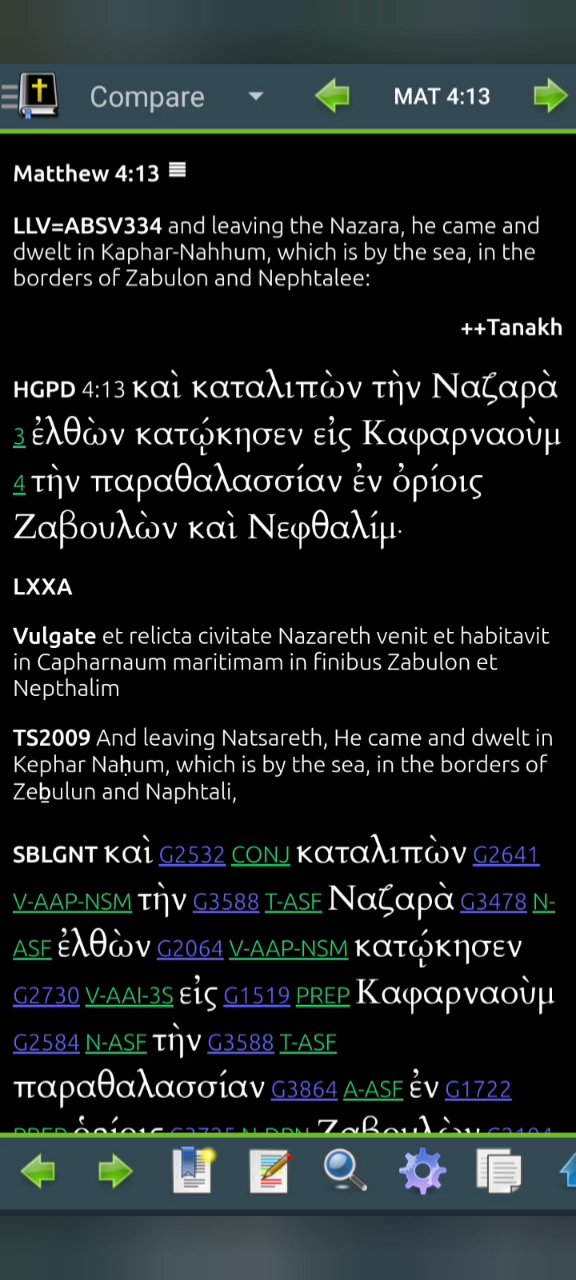 Compare
MAT 4:13
Matthew 4:13
LLV=ABSV334 and leaving the Nazara, he came and
dwelt in Kaphar-Nahhum, which is by the sea, in the
borders of Zabulon and Nephtalee:
++Tanakh
HGPD 4:13 καὶ καταλιπὼν τὴν Ναζαρὰ
3 ἐλθὼν κατῴκησεν εἰς Καφαρναοὺμ
4 τὴν παραθαλασσίαν ἐν ὁρίοις
Ζαβουλὼν καὶ Νεφθαλίμ·
LXXA
Vulgate et relicta civitate Nazareth venit et habitavit
in Capharnaum maritimam in finibus Zabulon et
Nepthalim
TS2009 And leaving Natsareth, He came and dwelt in
Kephar Naḥum, which is by the sea, in the borders of
Zeḇulun and Naphtali,
SBLGNT καὶ G2532 CONJ καταλιπὼν G2641
V-AAP-NSM τὴν G3588 T-ASF Ναζαρὰ G3478 N-
ASF ἐλθὼν G2064 V-AAP-NSM κατῴκησεν
G2730 V-AAI-3S εἰς G1519 PREP Καφαρναοὺμ
G2584 N-ASF τὴν G3588 T-ASF
παραθαλασσίαν G3864 A-ASF ἐν G1722